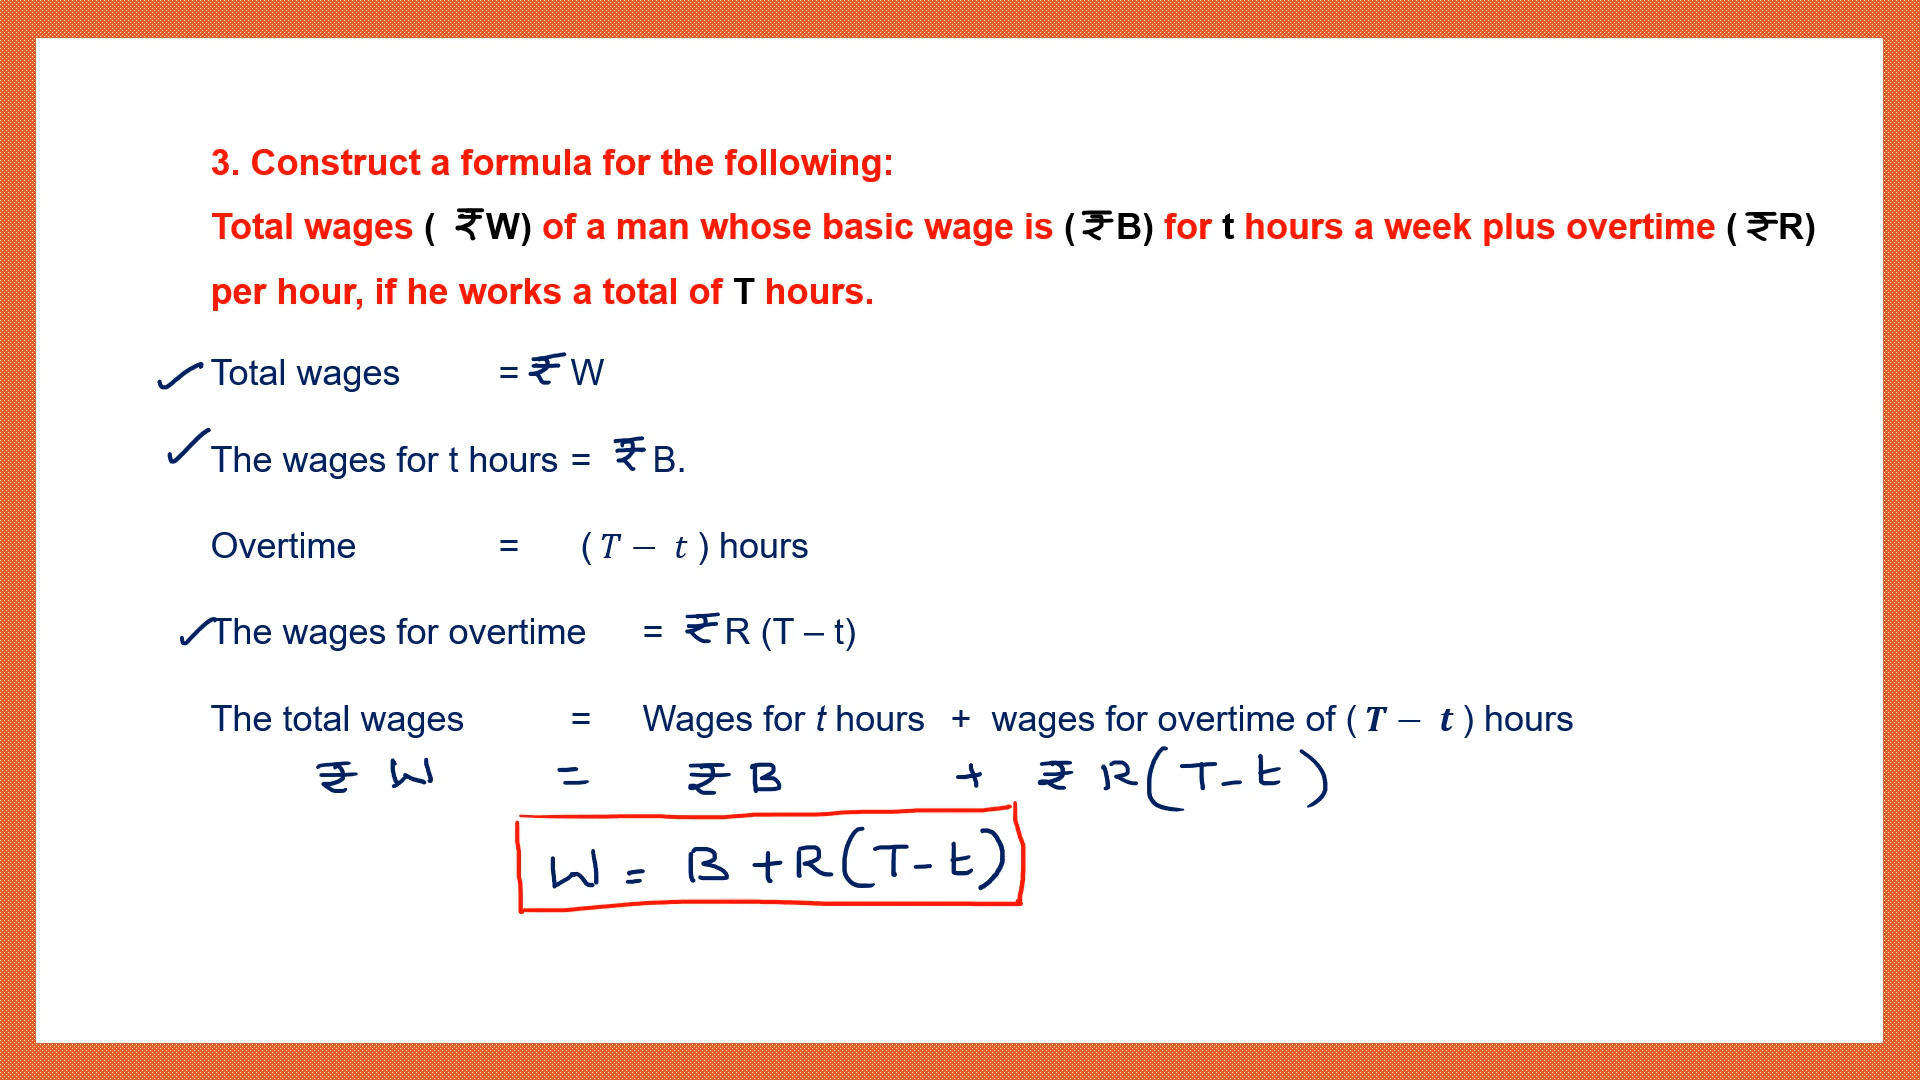 3. Construct a formula for the following:
Total wages ( ₹W) of a man whose basic wage is (₹B) for t hours a week plus overtime (₹R)
per hour, if he works a total of T hours.
Total wages = ₹ W
The wages for t hours = ₹ B.
Overtime = ( T − t ) hours
The wages for overtime = ₹ R (T – t)
The total wages = Wages for t hours + wages for overtime of ( T − t ) hours
₹ W = ₹ B + ₹ R(T-t)
W = B +R(T-t)